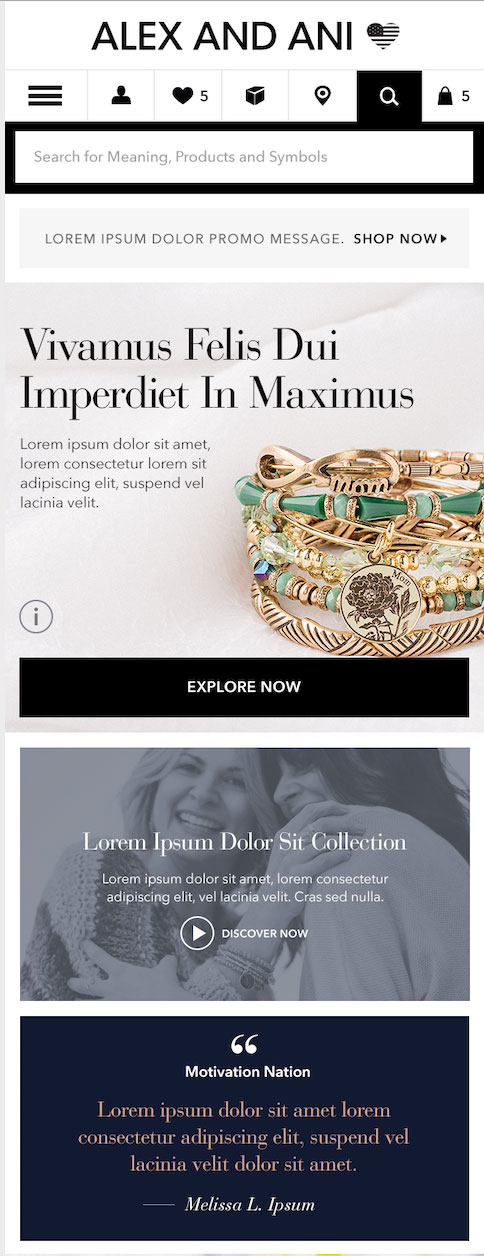 ALEX AND ANI
5
5
Search for Meaning, Products and Symbols
LOREM IPSUM DOLOR PROMO MESSAGE. SHOP NOW
Vivamus Felis Dui
Imperdiet In Maximus
Lorem ipsum dolor sit amet,
lorem consectetur lorem sit
adipiscing elit, suspend vel
lacinia velit.
mom
Mom
i
EXPLORE NOW
Lorem Ipsum Dolor Sit Collection
Lorem ipsum dolor sit amet, lorem consectetur
adipiscing elit, vel lacinia velit. Cras sed nulla.
DISCOVER NOW
“
Motivation Nation
Lorem ipsum dolor sit amet lorem
consectetur adipiscing elit, suspend vel
lacinia velit dolor sit amet.
Melissa L. Ipsum